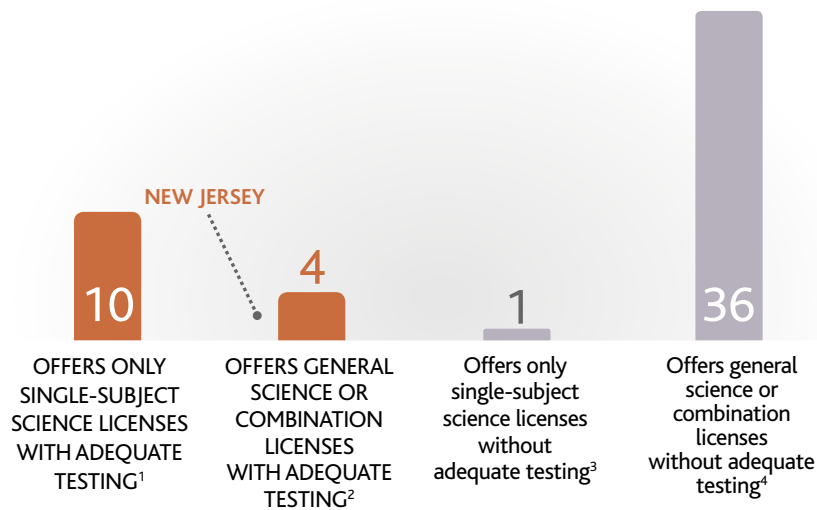 NEW JERSEY
10
4
1
36
OFFERS ONLY
SINGLE-SUBJECT
SCIENCE LICENSES
WITH ADEQUATE
TESTING¹
OFFERS GENERAL
SCIENCE OR
COMBINATION
LICENSES
WITH ADEQUATE
TESTING²
Offers only
single-subject
science licenses
without
adequate testing³
Offers general
science or
combination
licenses
without adequate
testing⁴